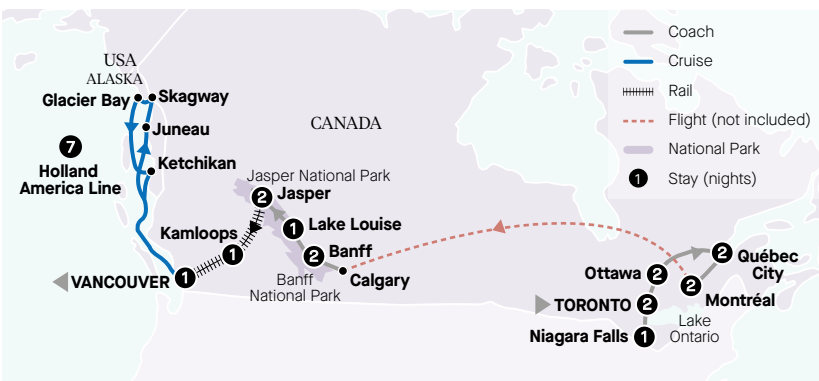 USA
ALASKA
Glacier Bay
Skagway
Juneau
Ketchikan
7
Holland
America Line
CANADA
Coach
Cruise
Rail
Flight (not included)
National Park
1
Stay (nights)
Jasper National Park
2
Jasper
1
Lake Louise
Kamloops
1
2
Banff
VANCOUVER
1
Banff
National Park
Calgary
Ottawa
2
2
Québec
City
2
Montréal
TORONTO
2
Lake
Ontario
Niagara Falls
1